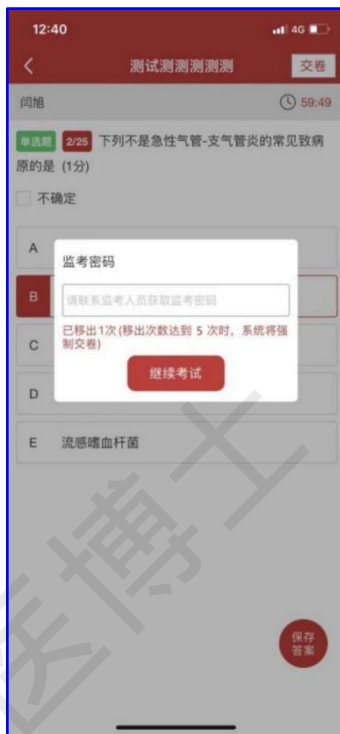 12:40
4G
测试测测测测测
交卷
闫旭
59:49
单选题 2/25 下列不是急性气管-支气管炎的常见致病
原的是 (1分)
不确定
A
监考密码
B
请联系监考人员获取监考密码
已移出1次(移出次数达到 5 次时，系统将强
制交卷)
C
继续考试
D
E 流感嗜血杆菌
保存
答案
医博士